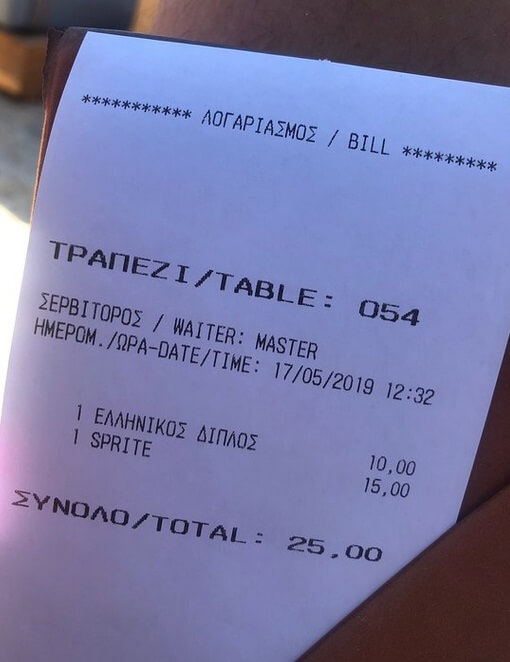 *********** ΛΟΓΑΡΙΑΣΜΟΣ / BILL *********
ΤΡΑΠΕΖΙ/TABLE: 054
ΣΕΡΒΙΤΟΡΟΣ / WAITER: MASTER
ΗΜΕΡΟΜ./ΩΡΑ-DATE/TIME: 17/05/2019 12:32
1 ΕΛΛΗΝΙΚΟΣ ΔΙΠΛΟΣ 10,00
1 SPRITE 15,00
ΣΥΝΟΛΟ/TOTAL: 25,00